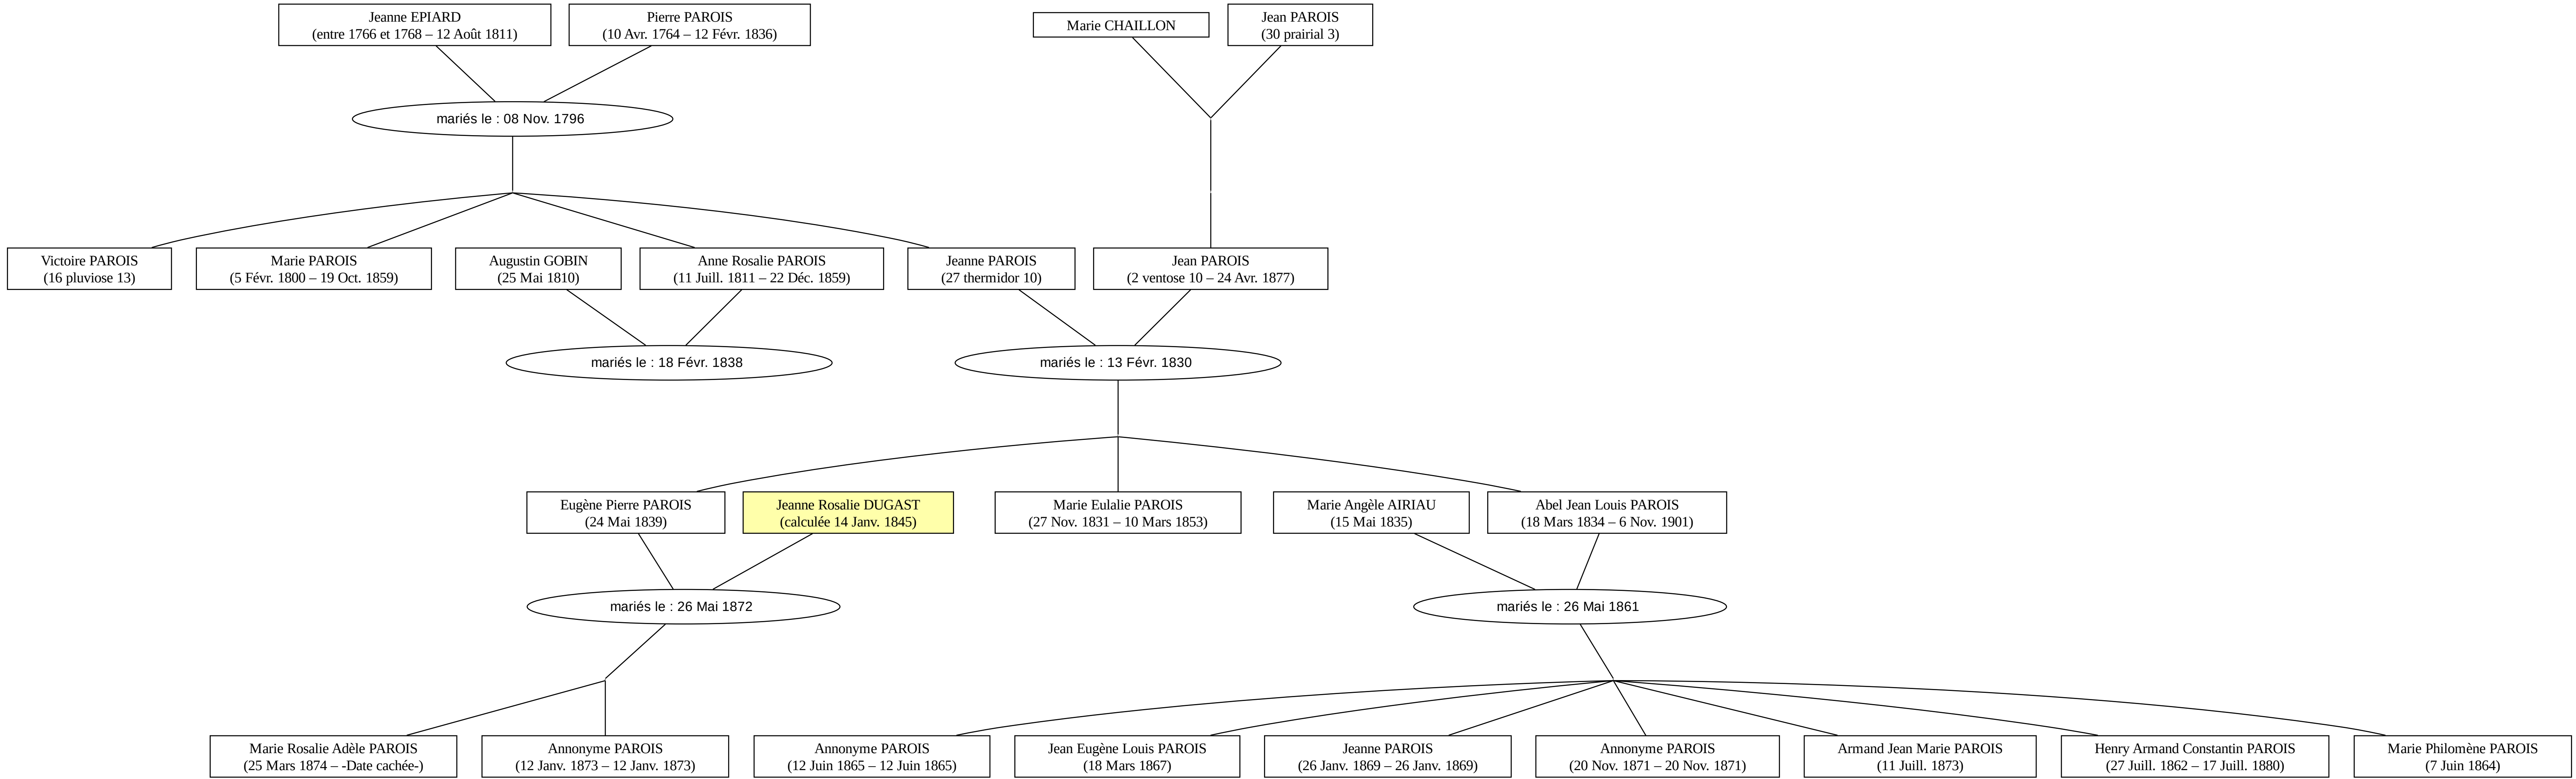 Jeanne EPIARD
(entre 1766 et 1768 – 12 Août 1811)
Pierre PAROIS
(10 Avr. 1764 – 12 Févr. 1836)
Marie CHAILLON
Jean PAROIS
(30 prairial 3)
mariés le : 08 Nov. 1796
Victoire PAROIS
(16 pluviose 13)
Marie PAROIS
(5 Févr. 1800 – 19 Oct. 1859)
Augustin GOBIN
(25 Mai 1810)
Anne Rosalie PAROIS
(11 Juill. 1811 – 22 Déc. 1859)
Jeanne PAROIS
(27 thermidor 10)
Jean PAROIS
(2 ventose 10 – 24 Avr. 1877)
mariés le : 18 Févr. 1838
mariés le : 13 Févr. 1830
Eugène Pierre PAROIS
(24 Mai 1839)
Jeanne Rosalie DUGAST
(calculée 14 Janv. 1845)
Marie Eulalie PAROIS
(27 Nov. 1831 – 10 Mars 1853)
Marie Angèle AIRIAU
(15 Mai 1835)
Abel Jean Louis PAROIS
(18 Mars 1834 – 6 Nov. 1901)
mariés le : 26 Mai 1872
mariés le : 26 Mai 1861
Marie Rosalie Adèle PAROIS
(25 Mars 1874 – -Date cachée-)
Annonyme PAROIS
(12 Janv. 1873 – 12 Janv. 1873)
Annonyme PAROIS
(12 Juin 1865 – 12 Juin 1865)
Jean Eugène Louis PAROIS
(18 Mars 1867)
Jeanne PAROIS
(26 Janv. 1869 – 26 Janv. 1869)
Annonyme PAROIS
(20 Nov. 1871 – 20 Nov. 1871)
Armand Jean Marie PAROIS
(11 Juill. 1873)
Henry Armand Constantin PAROIS
(27 Juill. 1862 – 17 Juill. 1880)
Marie Philomène PAROIS
(7 Juin 1864)